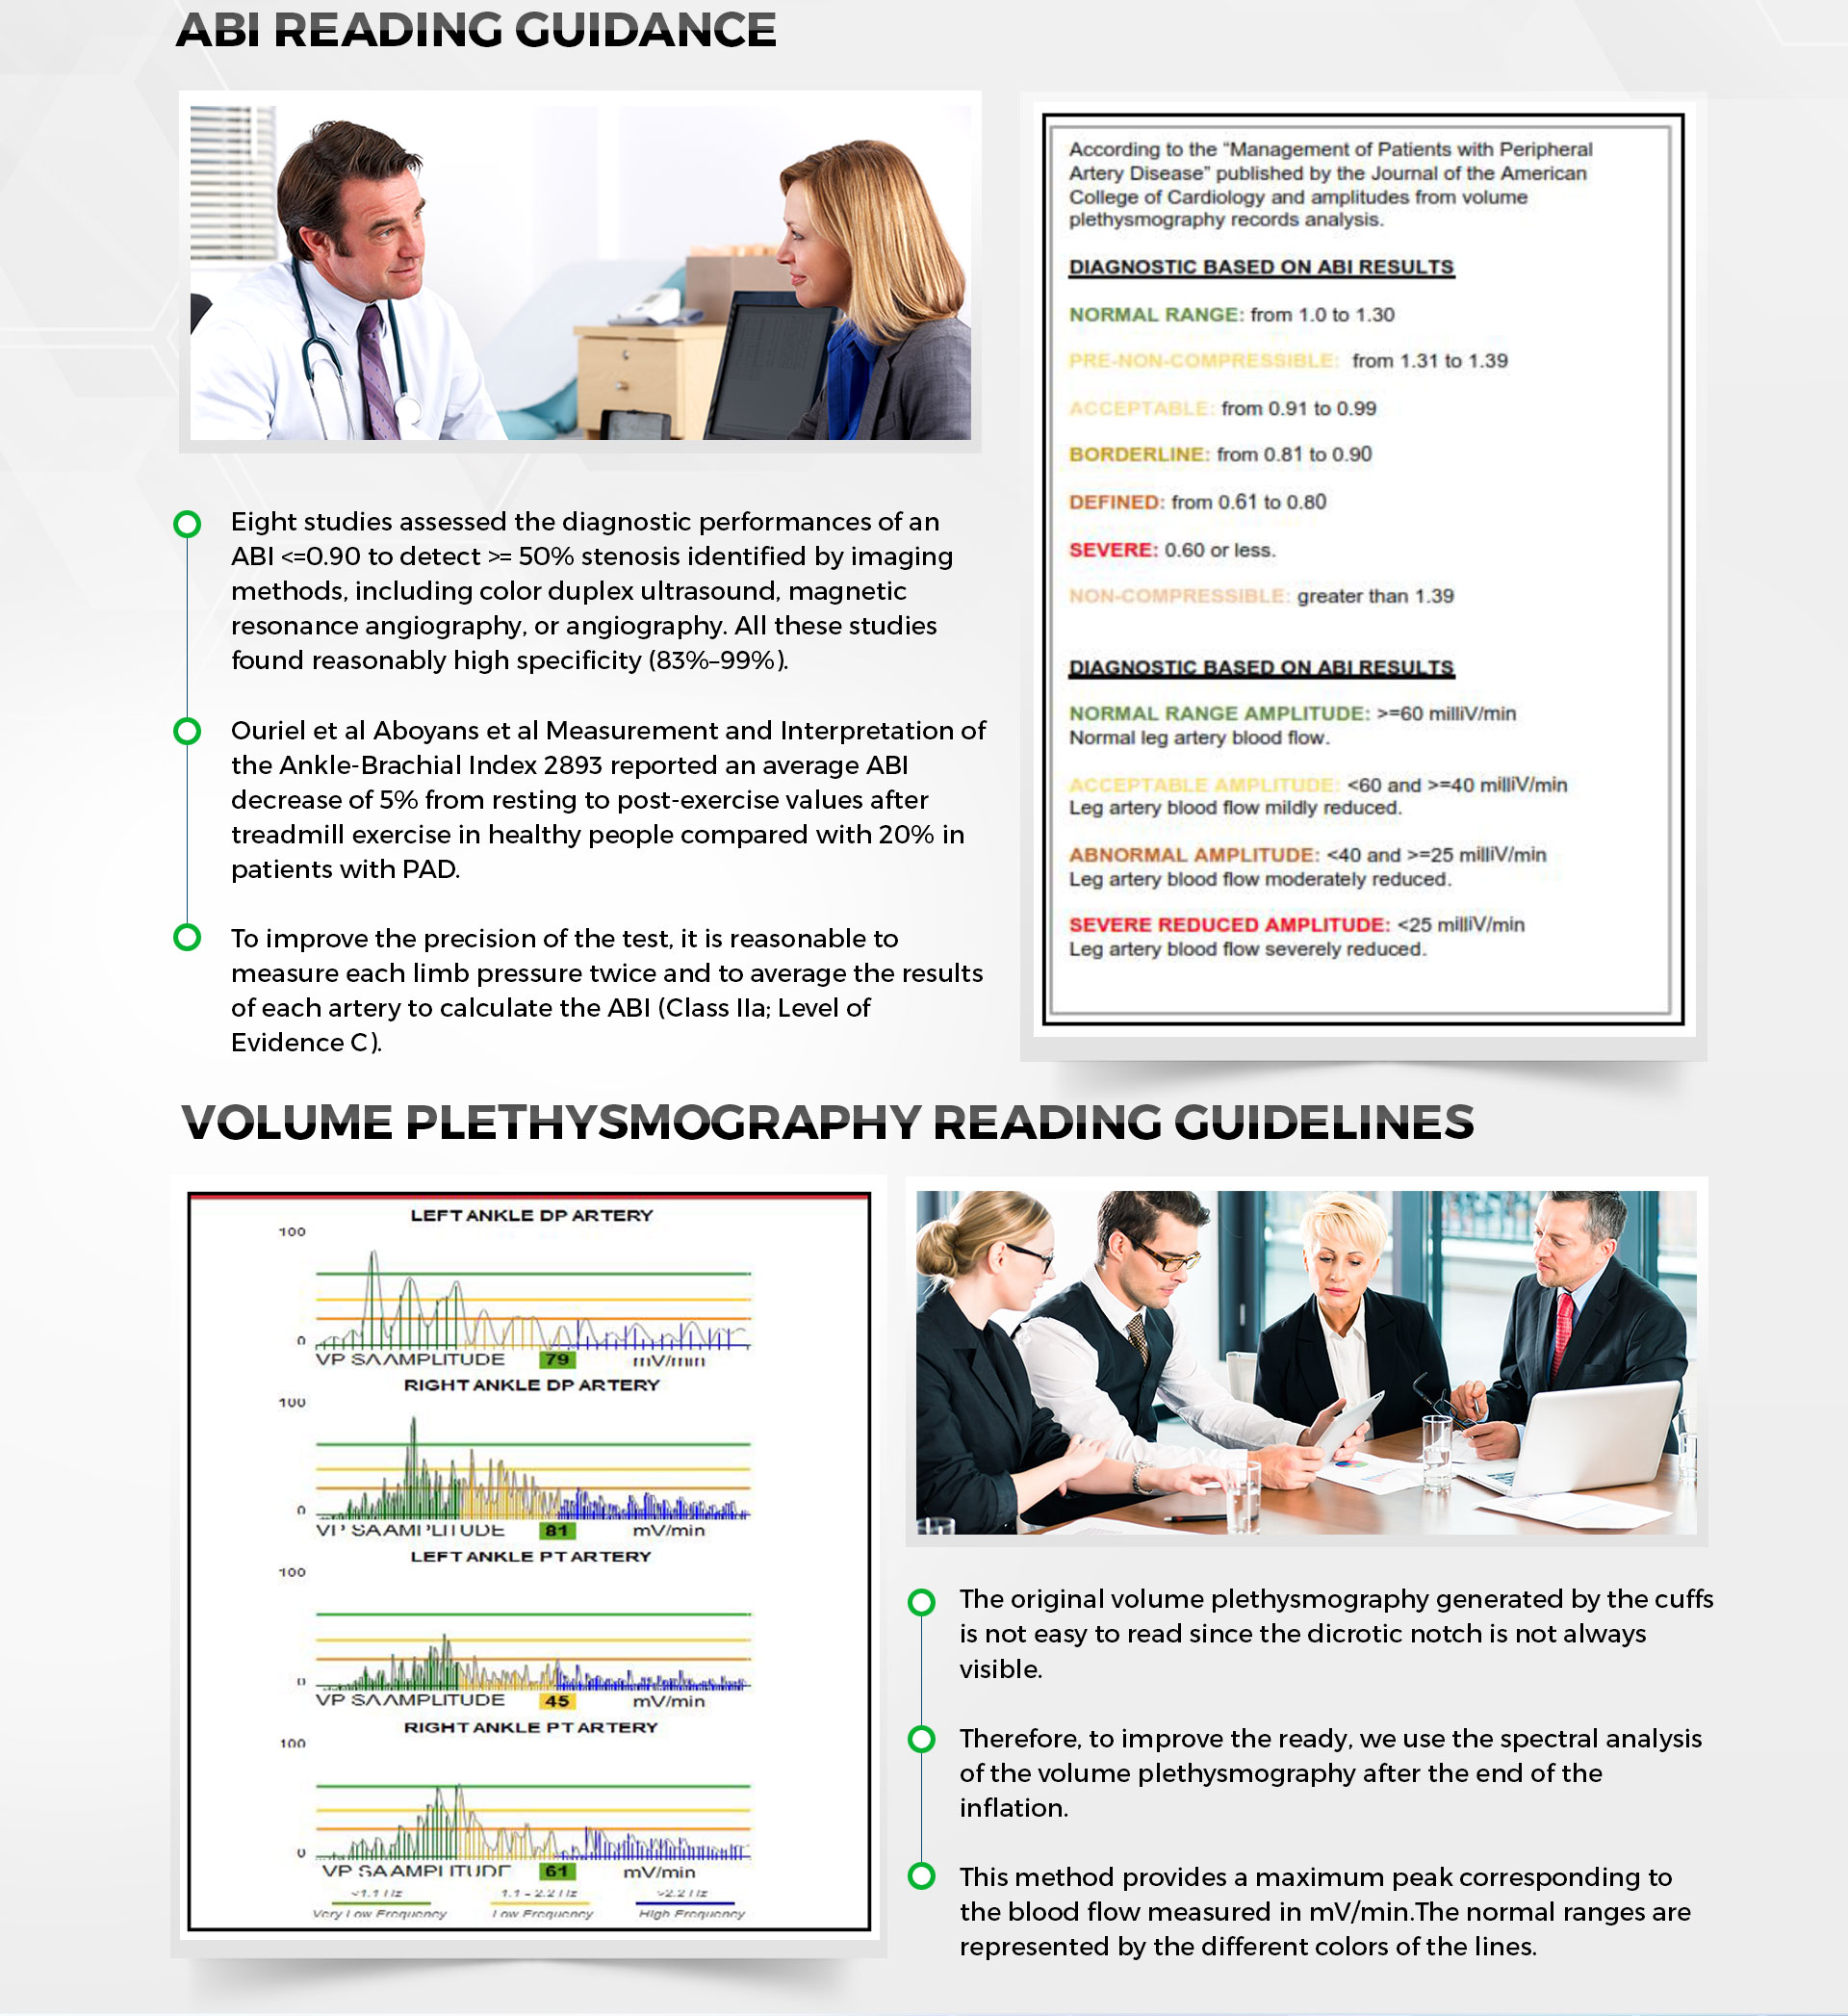 ABI READING GUIDANCE
Eight studies assessed the diagnostic performances of an
ABI <=0.90 to detect >= 50% stenosis identified by imaging
methods, including color duplex ultrasound, magnetic
resonance angiography, or angiography. All these studies
found reasonably high specificity (83%–99%).
Ouriel et al Aboyans et al Measurement and Interpretation of
the Ankle-Brachial Index 2893 reported an average ABI
decrease of 5% from resting to post-exercise values after
treadmill exercise in healthy people compared with 20% in
patients with PAD.
To improve the precision of the test, it is reasonable to
measure each limb pressure twice and to average the results
of each artery to calculate the ABI (Class IIa; Level of
Evidence C).
According to the “Management of Patients with Peripheral
Artery Disease” published by the Journal of the American
College of Cardiology and amplitudes from volume
plethysmography records analysis.
DIAGNOSTIC BASED ON ABI RESULTS
NORMAL RANGE: from 1.0 to 1.30
PRE-NON-COMPRESSIBLE: from 1.31 to 1.39
ACCEPTABLE: from 0.91 to 0.99
BORDERLINE: from 0.81 to 0.90
DEFINED: from 0.61 to 0.80
SEVERE: 0.60 or less.
NON-COMPRESSIBLE: greater than 1.39
DIAGNOSTIC BASED ON ABI RESULTS
NORMAL RANGE AMPLITUDE: >=60 milliV/min
Normal leg artery blood flow.
ACCEPTABLE AMPLITUDE: <60 and >=40 milliV/min
Leg artery blood flow mildly reduced.
ABNORMAL AMPLITUDE: <40 and >=25 milliV/min
Leg artery blood flow moderately reduced.
SEVERE REDUCED AMPLITUDE: <25 milliV/min
Leg artery blood flow severely reduced.
VOLUME PLETHYSMOGRAPHY READING GUIDELINES
LEFT ANKLE DP ARTERY
100
0
VP SA AMPLITUDE 79 mV/min
RIGHT ANKLE DP ARTERY
100
0
VP SA AMPLITUDE 81 mV/min
LEFT ANKLE PT ARTERY
100
0
VP SA AMPLITUDE 45 mV/min
RIGHT ANKLE PT ARTERY
100
0
VP SA AMPLITUDE 61 mV/min
<1.1 Hz 1.1 - 2.2 Hz >2.2 Hz
Very Low Frequency Low Frequency High Frequency
The original volume plethysmography generated by the cuffs
is not easy to read since the dicrotic notch is not always
visible.
Therefore, to improve the ready, we use the spectral analysis
of the volume plethysmography after the end of the
inflation.
This method provides a maximum peak corresponding to
the blood flow measured in mV/min.The normal ranges are
represented by the different colors of the lines.